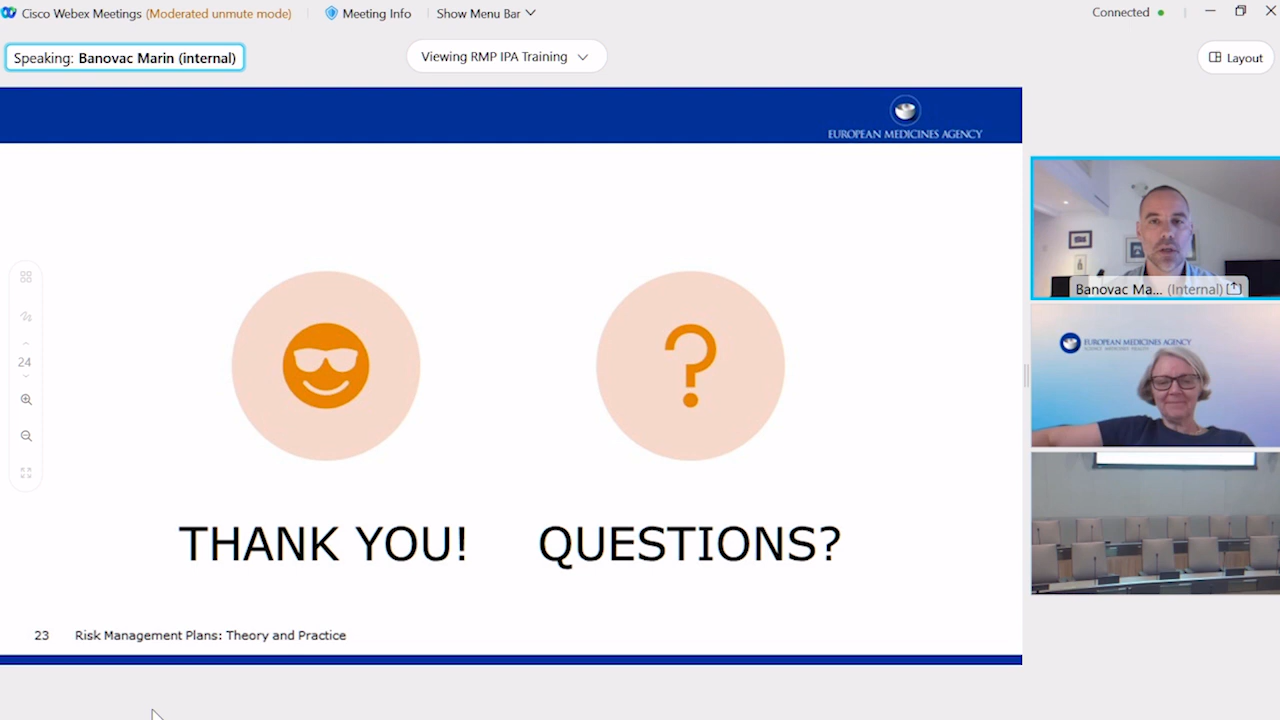 Cisco Webex Meetings (Moderated unmute mode)
Meeting Info
Show Menu Bar
Connected
Speaking: Banovac Marin (internal)
Viewing RMP IPA Training
Layout
EUROPEAN MEDICINES AGENCY
Banovac Ma... (Internal)
EUROPEAN MEDICINES AGENCY
24
THANK YOU!
QUESTIONS?
23 Risk Management Plans: Theory and Practice